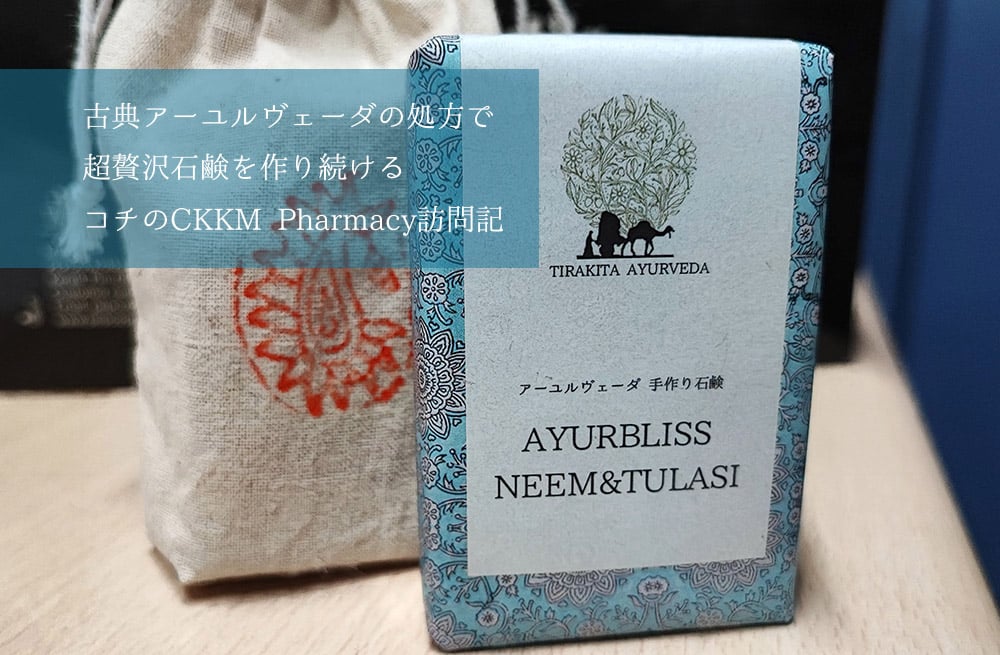 古典アーユルヴェーダの処方で
超贅沢石鹸を作り続ける
コチのCKKM Pharmacy訪問記
TIRAKITA AYURVEDA
アーユルヴェーダ 手作り石鹸
AYURBLISS
NEEM&TULASI